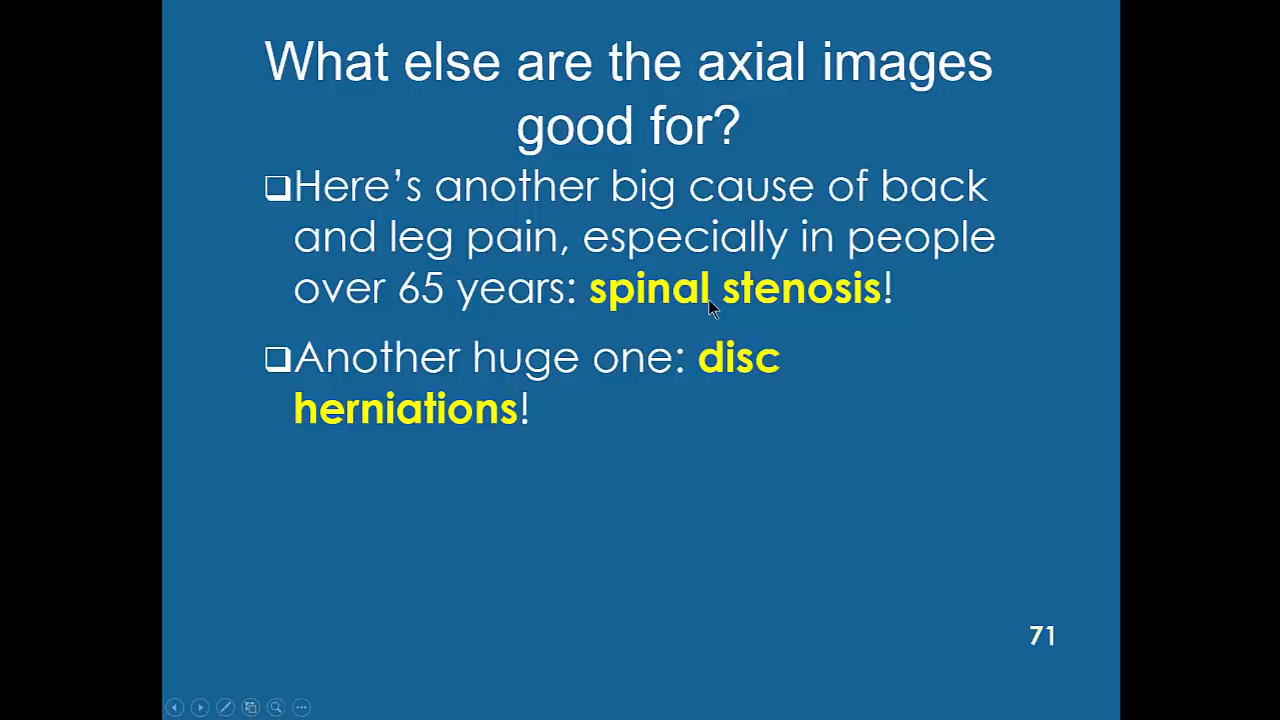 What else are the axial images
good for?
❑Here’s another big cause of back
and leg pain, especially in people
over 65 years: spinal stenosis!
❑Another huge one: disc
herniations!
71